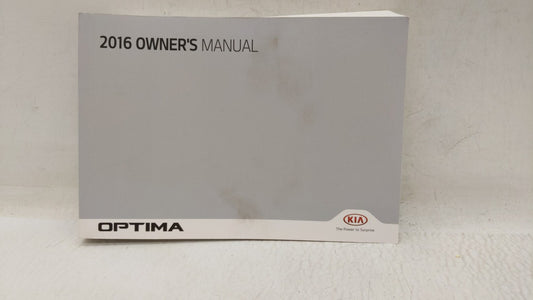 2016 OWNER'S MANUAL
OPTIMA
KIA
The Power to Surprise